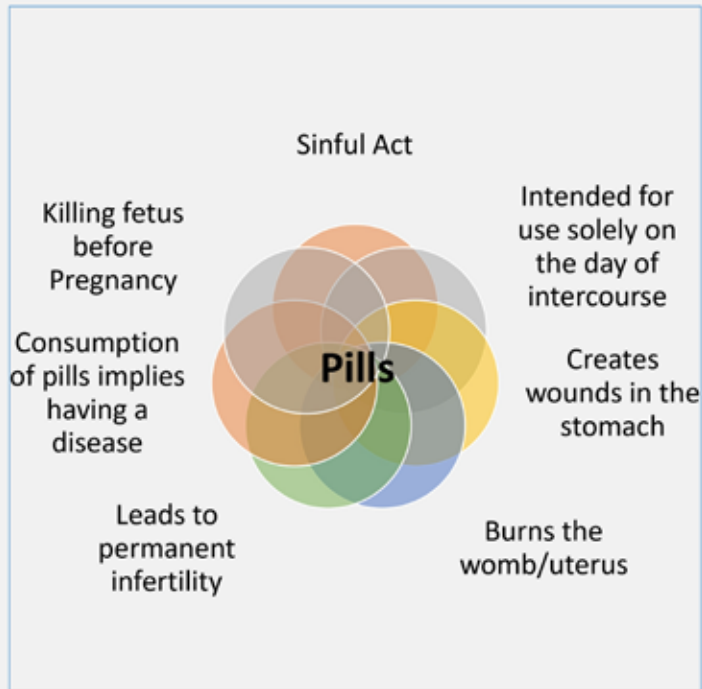 Sinful Act
Killing fetus
before
Pregnancy
Intended for
use solely on
the day of
intercourse
Consumption
of pills implies
having a
disease
Pills
Creates
wounds in the
stomach
Leads to
permanent
infertility
Burns the
womb/uterus